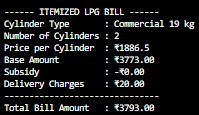 ------ ITEMIZED LPG BILL ------
Cylinder Type      : Commercial 19 kg
Number of Cylinders : 2
Price per Cylinder  : ₹1886.5
Base Amount        : ₹3773.00
Subsidy            : -₹0.00
Delivery Charges   : ₹20.00
-------------------------------
Total Bill Amount  : ₹3793.00